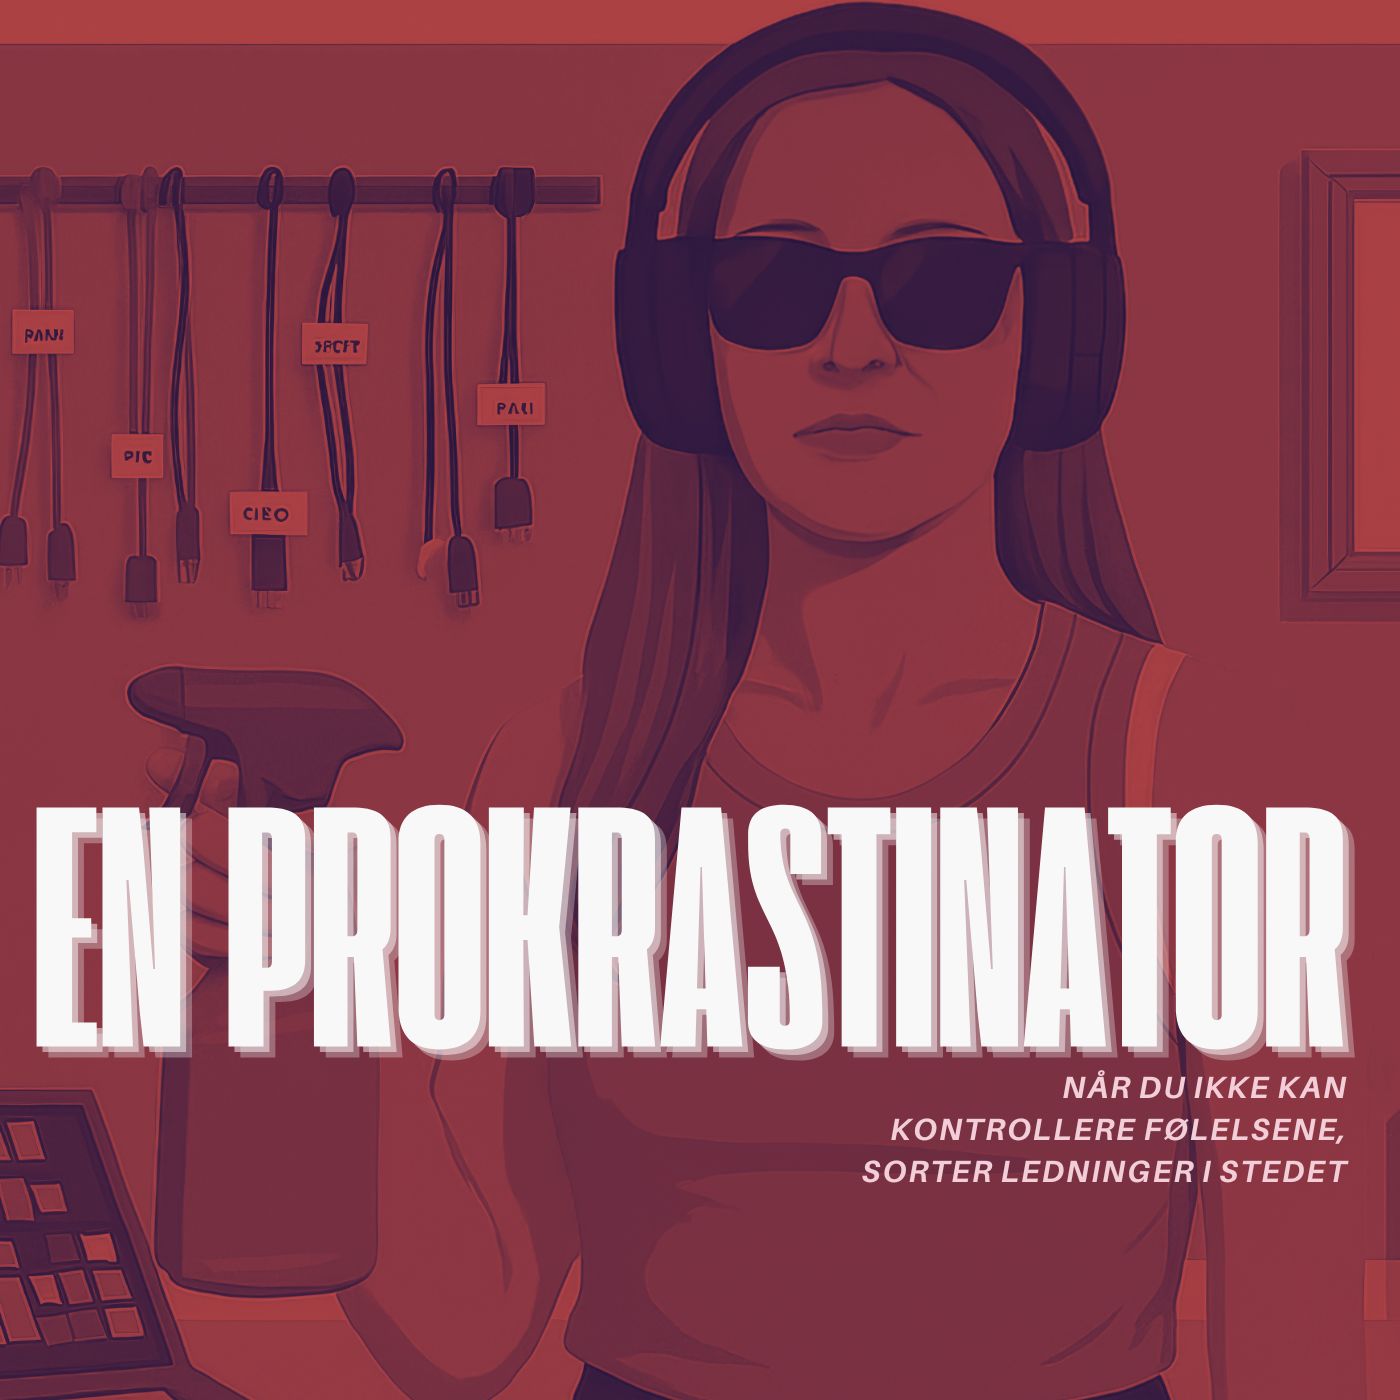 EN PROKRASTINATOR
NÅR DU IKKE KAN
KONTROLLERE FØLELSENE,
SORTER LEDNINGER I STEDET